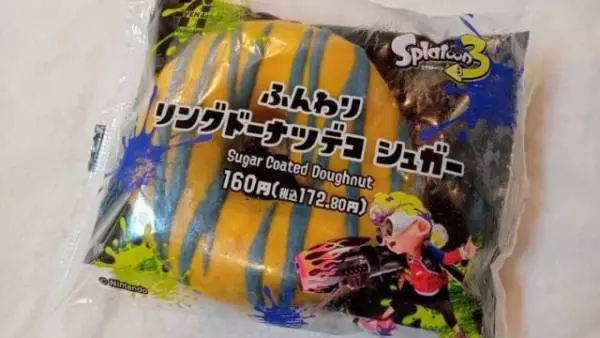 Splatoon3
ふんわり
リングドーナツデコ シュガー
Sugar Coated Doughnut
160円(税込172.80円)
© Nintendo